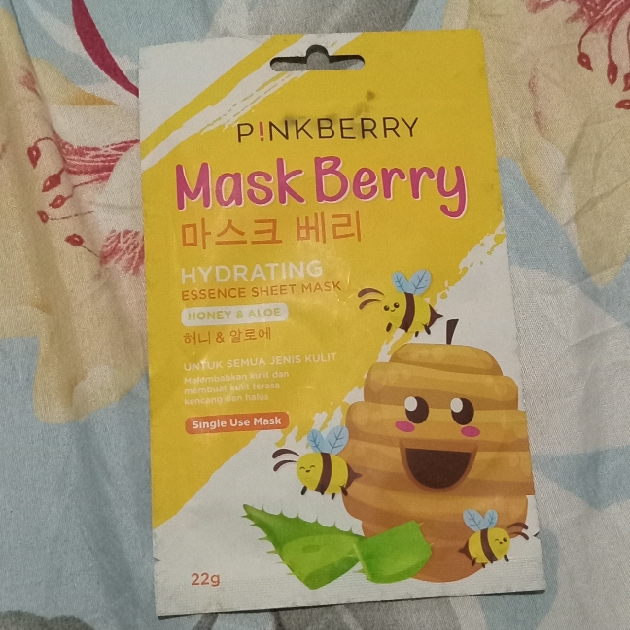 P!NKBERRY
Mask Berry
마스크 베리
HYDRATING
ESSENCE SHEET MASK
HONEY & ALOE
허니 & 알로에
UNTUK SEMUA JENIS KULIT
Melembabkan kulit dan
membuat kulit terasa
kencang dan halus
Single Use Mask
22g